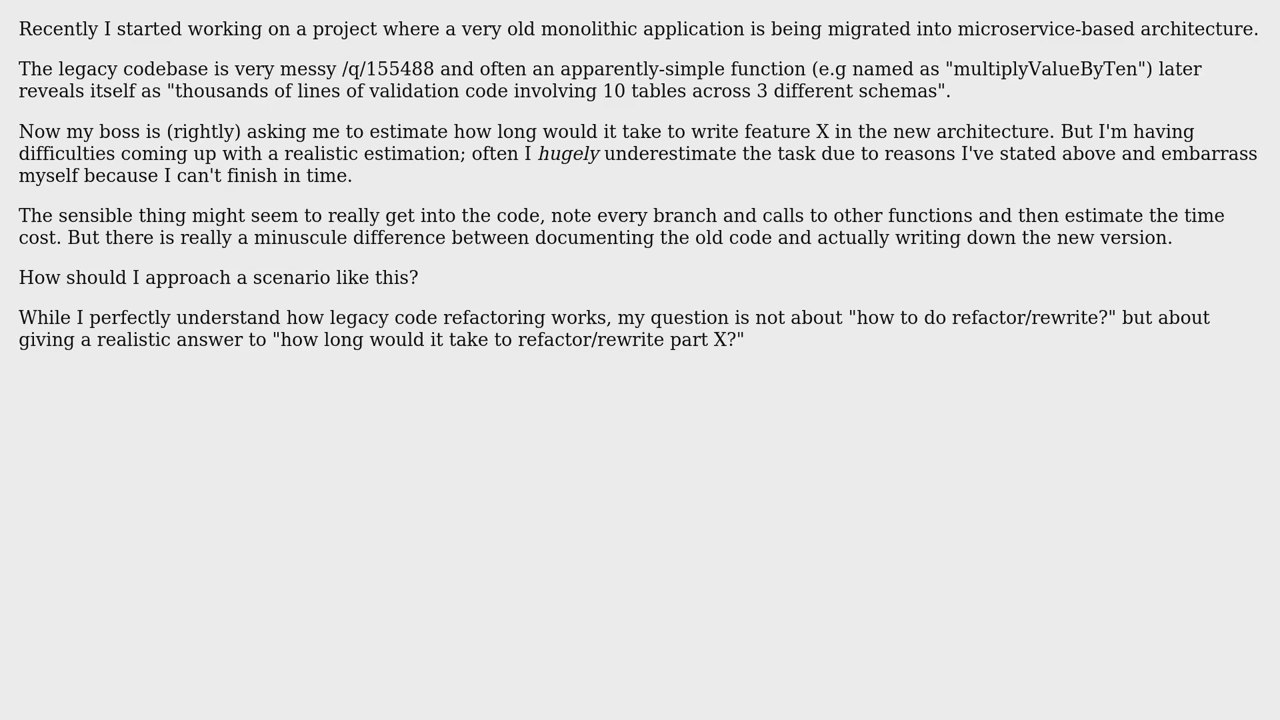 Recently I started working on a project where a very old monolithic application is being migrated into microservice-based architecture.
The legacy codebase is very messy /q/155488 and often an apparently-simple function (e.g named as "multiplyValueByTen") later
reveals itself as "thousands of lines of validation code involving 10 tables across 3 different schemas".
Now my boss is (rightly) asking me to estimate how long would it take to write feature X in the new architecture. But I'm having
difficulties coming up with a realistic estimation; often I hugely underestimate the task due to reasons I've stated above and embarrass
myself because I can't finish in time.
The sensible thing might seem to really get into the code, note every branch and calls to other functions and then estimate the time
cost. But there is really a minuscule difference between documenting the old code and actually writing down the new version.
How should I approach a scenario like this?
While I perfectly understand how legacy code refactoring works, my question is not about "how to do refactor/rewrite?" but about
giving a realistic answer to "how long would it take to refactor/rewrite part X?"